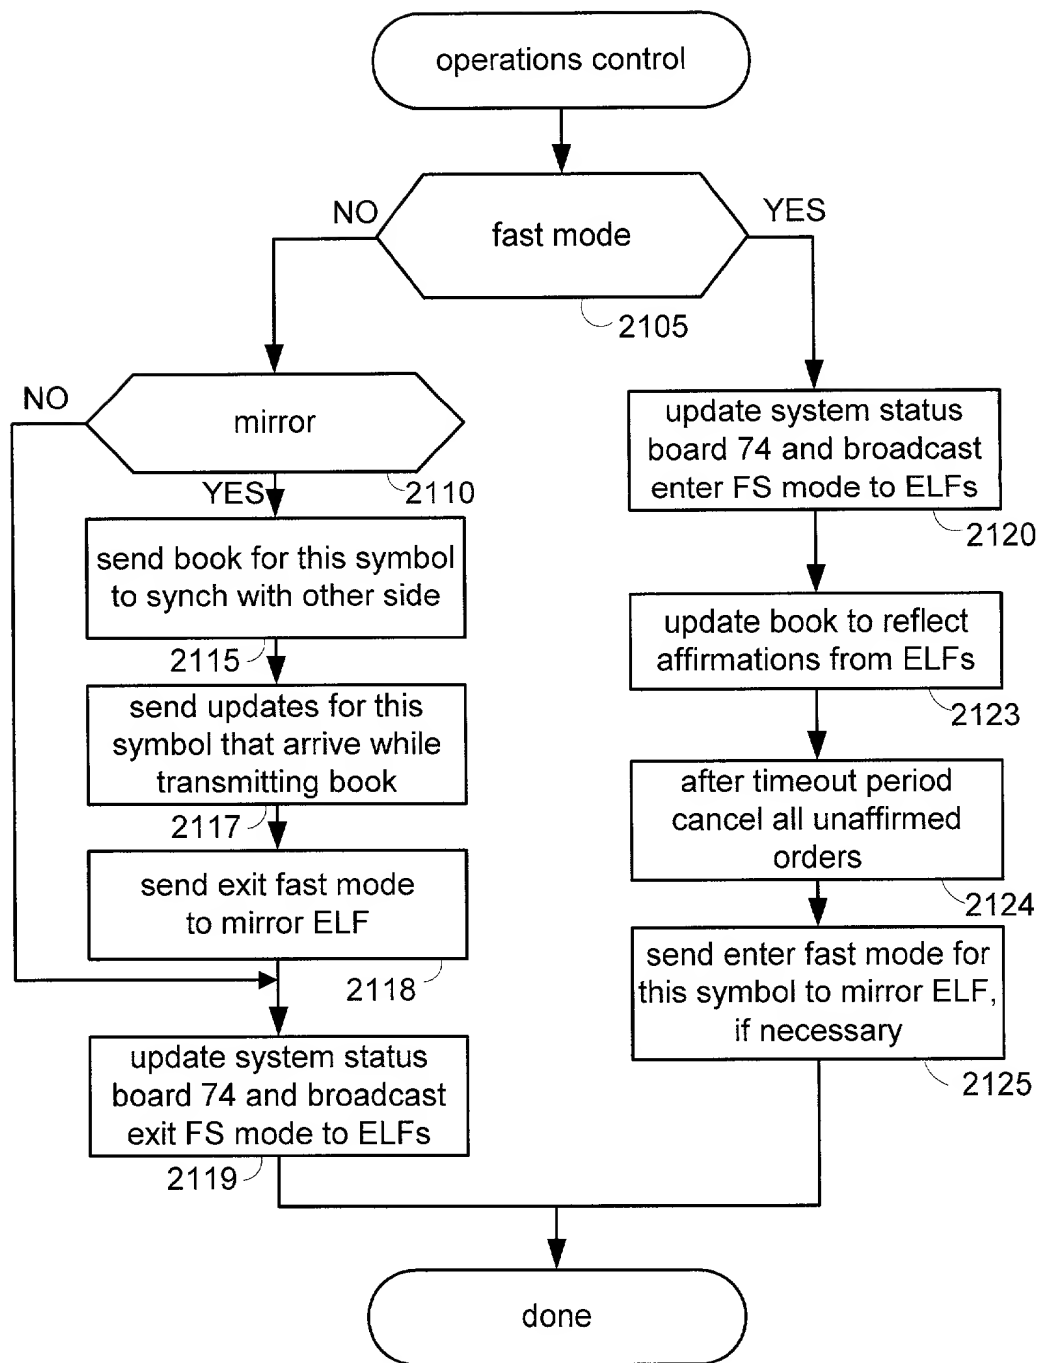 operations control
NO
YES
fast mode
2105
NO
mirror
YES
2110
send book for this symbol
to synch with other side
2115
send updates for this
symbol that arrive while
transmitting book
2117
send exit fast mode
to mirror ELF
2118
update system status
board 74 and broadcast
exit FS mode to ELFs
2119
update system status
board 74 and broadcast
enter FS mode to ELFs
2120
update book to reflect
affirmations from ELFs
2123
after timeout period
cancel all unaffirmed
orders
2124
send enter fast mode for
this symbol to mirror ELF,
if necessary
2125
done